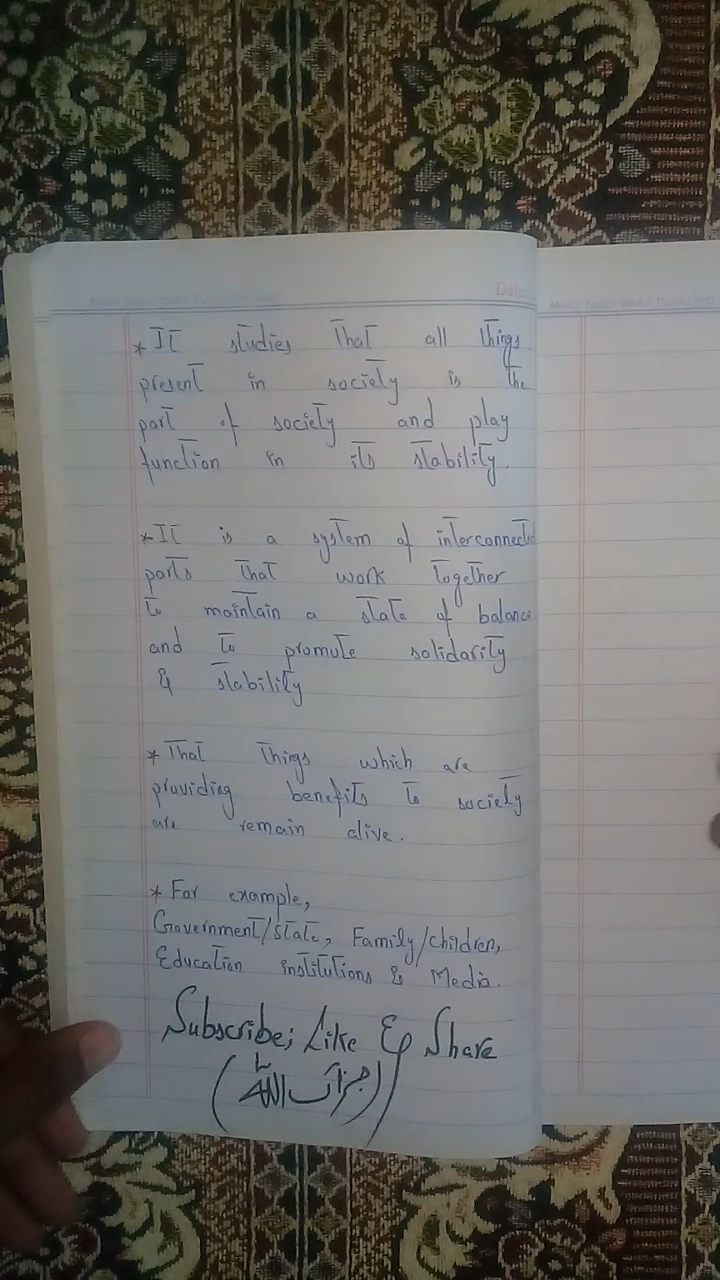 Date:
* It studies that all things
present in society is the
part of society and play
function in its stability.
* It is a system of interconnected
parts that work together
to maintain a state of balance
and to promote solidarity
& stability
* That things which are
providing benefits to society
are remain alive.
* For example,
Government/state, Family/children,
Education institutions & Media.
Subscribe; Like & Share
(جزاک اللّٰه)